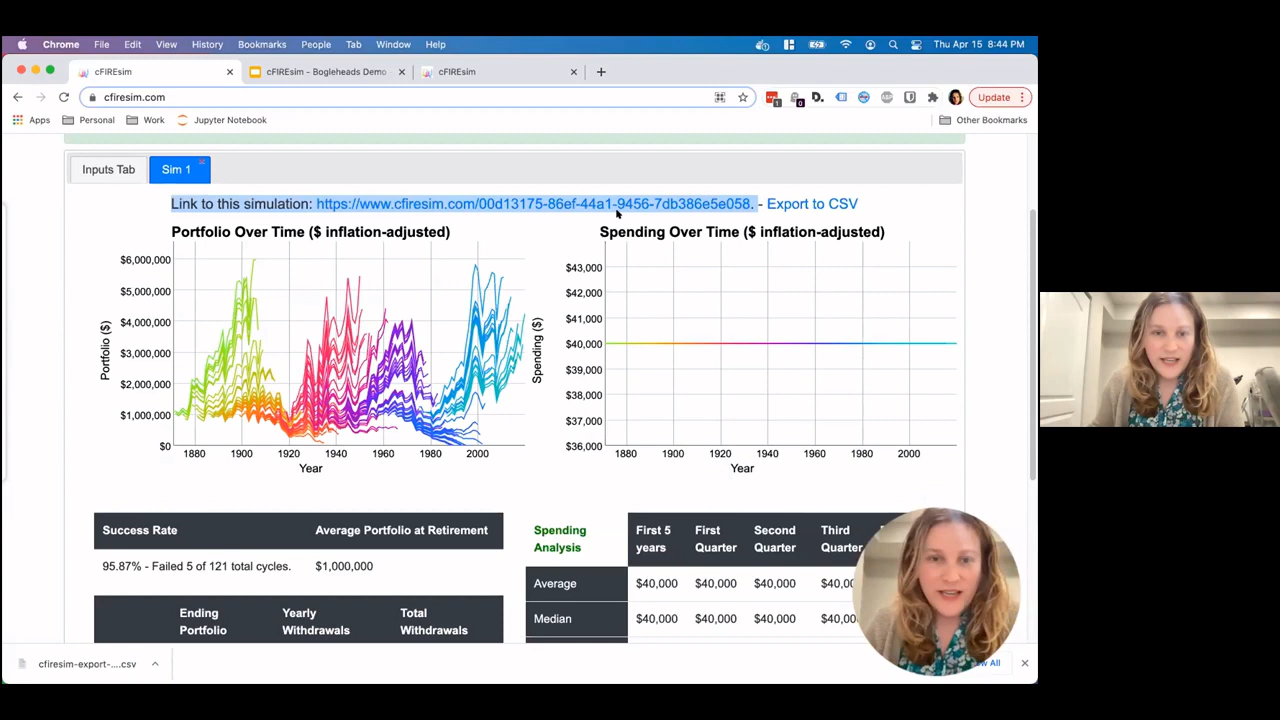 Chrome File Edit View History Bookmarks People Tab Window Help Thu Apr 15 8:44 PM
cFIREsim cFIREsim - Bogleheads Demo cFIREsim
cfiresim.com Update
Apps Personal Work Jupyter Notebook Other Bookmarks
Inputs Tab Sim 1
Link to this simulation: https://www.cfiresim.com/00d13175-86ef-44a1-9456-7db386e5e058. - Export to CSV
Portfolio Over Time ($ inflation-adjusted)
Portfolio ($)
$6,000,000
$5,000,000
$4,000,000
$3,000,000
$2,000,000
$1,000,000
$0
1880 1900 1920 1940 1960 1980 2000
Year
Spending Over Time ($ inflation-adjusted)
Spending ($)
$43,000
$42,000
$41,000
$40,000
$39,000
$38,000
$37,000
$36,000
1880 1900 1920 1940 1960 1980 2000
Year
Success Rate Average Portfolio at Retirement
95.87% - Failed 5 of 121 total cycles. $1,000,000
Ending Portfolio Yearly Withdrawals Total Withdrawals
Spending Analysis First 5 years First Quarter Second Quarter Third Quarter
Average $40,000 $40,000 $40,000
Median $40,000 $40,000 $40,000
cfiresim-export-....csv
All